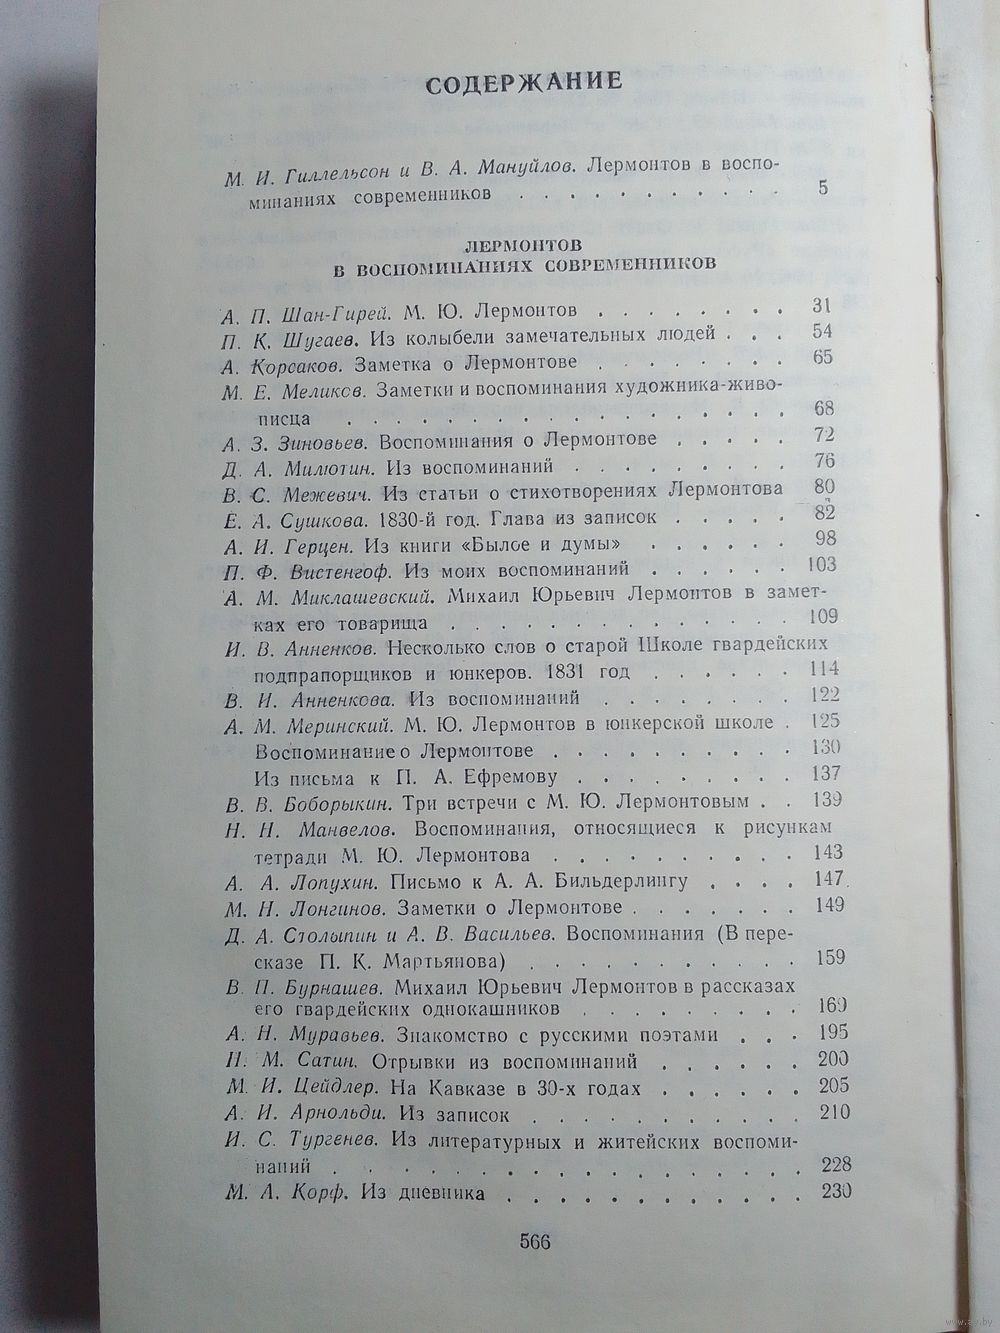 СОДЕРЖАНИЕ
М. И. Гиллельсон и В. А. Мануйлов. Лермонтов в воспо-
минаниях современников . . . . . . . . . . . 5
ЛЕРМОНТОВ
В ВОСПОМИНАНИЯХ СОВРЕМЕННИКОВ
А. П. Шан-Гирей. М. Ю. Лермонтов . . . . . . . . 31
П. К. Шугаев. Из колыбели замечательных людей . . . 54
А. Корсаков. Заметка о Лермонтове . . . . . . . . 65
М. Е. Меликов. Заметки и воспоминания художника-живо-
писца . . . . . . . . . . . . . . . . . 68
А. З. Зиновьев. Воспоминания о Лермонтове . . . . . 72
Д. А. Милютин. Из воспоминаний . . . . . . . . . 76
В. С. Межевич. Из статьи о стихотворениях Лермонтова 80
Е. А. Сушкова. 1830-й год. Глава из записок . . . . . 82
А. И. Герцен. Из книги «Былое и думы» . . . . . . 98
П. Ф. Вистенгоф. Из моих воспоминаний . . . . . . 103
А. М. Миклашевский. Михаил Юрьевич Лермонтов в замет-
ках его товарища . . . . . . . . . . . . . . 109
И. В. Анненков. Несколько слов о старой Школе гвардейских
подпрапорщиков и юнкеров. 1831 год . . . . . . 114
В. И. Анненкова. Из воспоминаний . . . . . . . . 122
А. М. Меринский. М. Ю. Лермонтов в юнкерской школе . 125
Воспоминание о Лермонтове . . . . . . . . . . 130
Из письма к П. А. Ефремову . . . . . . . . . 137
В. В. Боборыкин. Три встречи с М. Ю. Лермонтовым . . 139
Н. Н. Манвелов. Воспоминания, относящиеся к рисункам
тетради М. Ю. Лермонтова . . . . . . . . . . 143
А. А. Лопухин. Письмо к А. А. Бильдерлингу . . . . 147
М. Н. Лонгинов. Заметки о Лермонтове . . . . . . . 149
Д. А. Столыпин и А. В. Васильев. Воспоминания (В пере-
сказе П. К. Мартьянова) . . . . . . . . . . . 159
В. П. Бурнашев. Михаил Юрьевич Лермонтов в рассказах
его гвардейских однокашников . . . . . . . . . 169
А. Н. Муравьев. Знакомство с русскими поэтами . . . 195
Н. М. Сатин. Отрывки из воспоминаний . . . . . . 200
М. И. Цейдлер. На Кавказе в 30-х годах . . . . . . 205
А. И. Арнольди. Из записок . . . . . . . . . . . 210
И. С. Тургенев. Из литературных и житейских воспоми-
наний . . . . . . . . . . . . . . . . . 228
М. А. Корф. Из дневника . . . . . . . . . . . . 230
566
www.ay.by